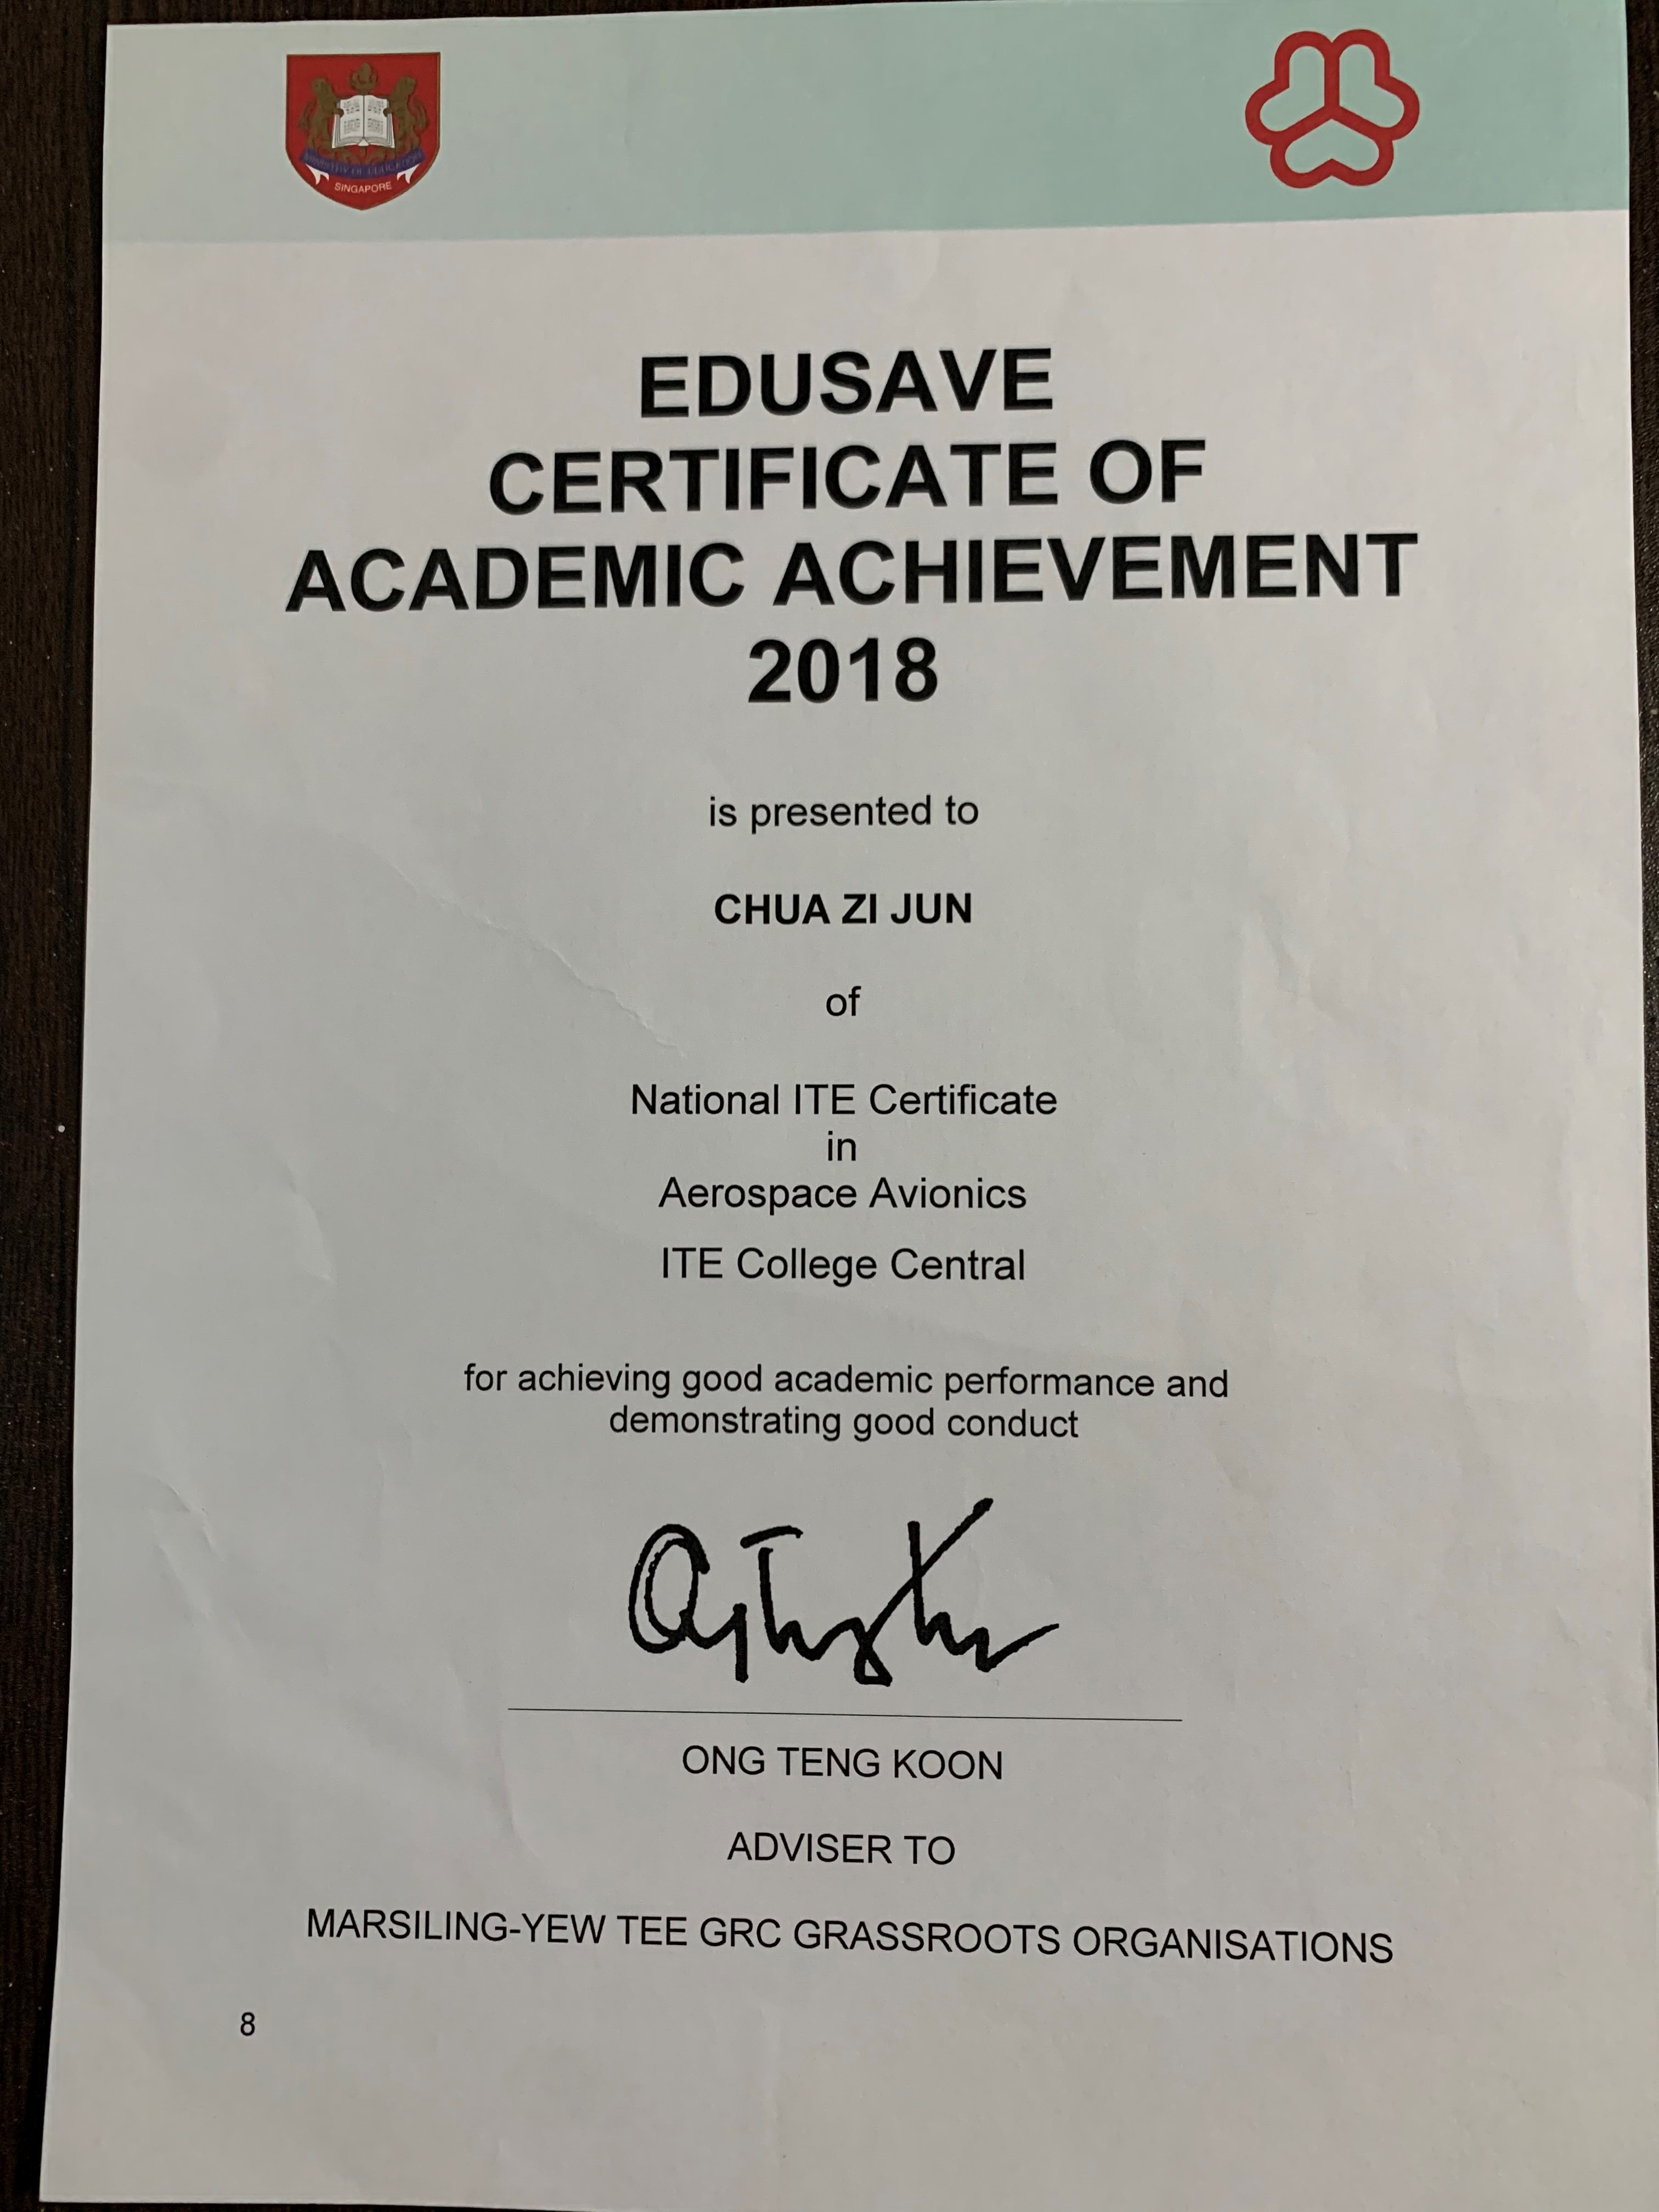 MINISTRY OF EDUCATION
SINGAPORE
EDUSAVE
CERTIFICATE OF
ACADEMIC ACHIEVEMENT
2018
is presented to
CHUA ZI JUN
of
National ITE Certificate
in
Aerospace Avionics
ITE College Central
for achieving good academic performance and
demonstrating good conduct
ONG TENG KOON
ADVISER TO
MARSILING-YEW TEE GRC GRASSROOTS ORGANISATIONS
8